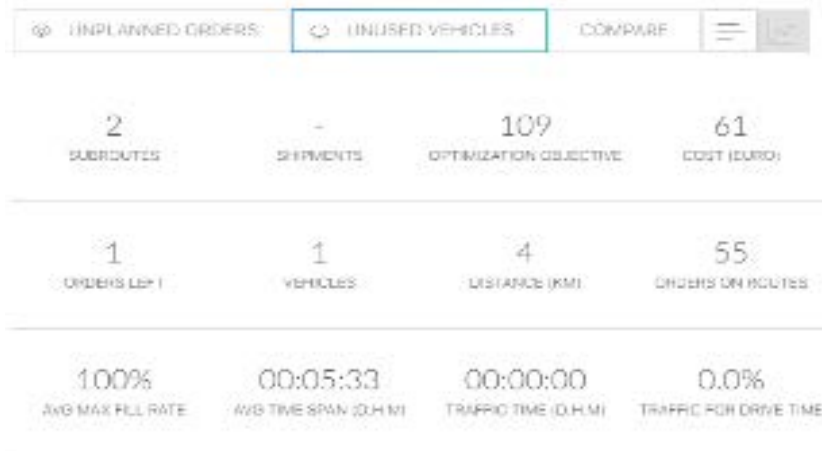 UNPLANNED ORDERS UNUSED VEHICLES COMPARE
2 - 109 61
SUBROUTES SHIPMENTS OPTIMIZATION OBJECTIVE COST (EURO)
1 1 4 55
ORDERS LEFT VEHICLES DISTANCE (KM) ORDERS ON ROUTES
100% 00:05:33 00:00:00 0.0%
AVG MAX FILL RATE AVG TIME SPAN (D.H.M) TRAFFIC TIME (D.H.M) TRAFFIC FOR DRIVE TIME